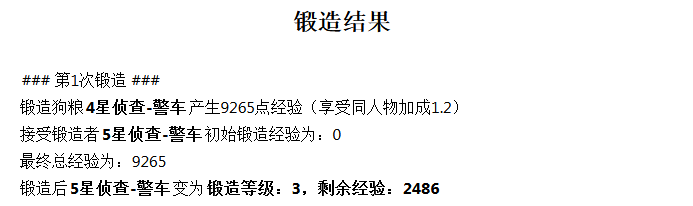 锻造结果
### 第1次锻造 ###
锻造狗粮 4星侦查-警车 产生9265点经验（享受同人物加成1.2）
接受锻造者 5星侦查-警车 初始锻造经验为：0
最终总经验为：9265
锻造后 5星侦查-警车 变为 锻造等级：3，剩余经验：2486